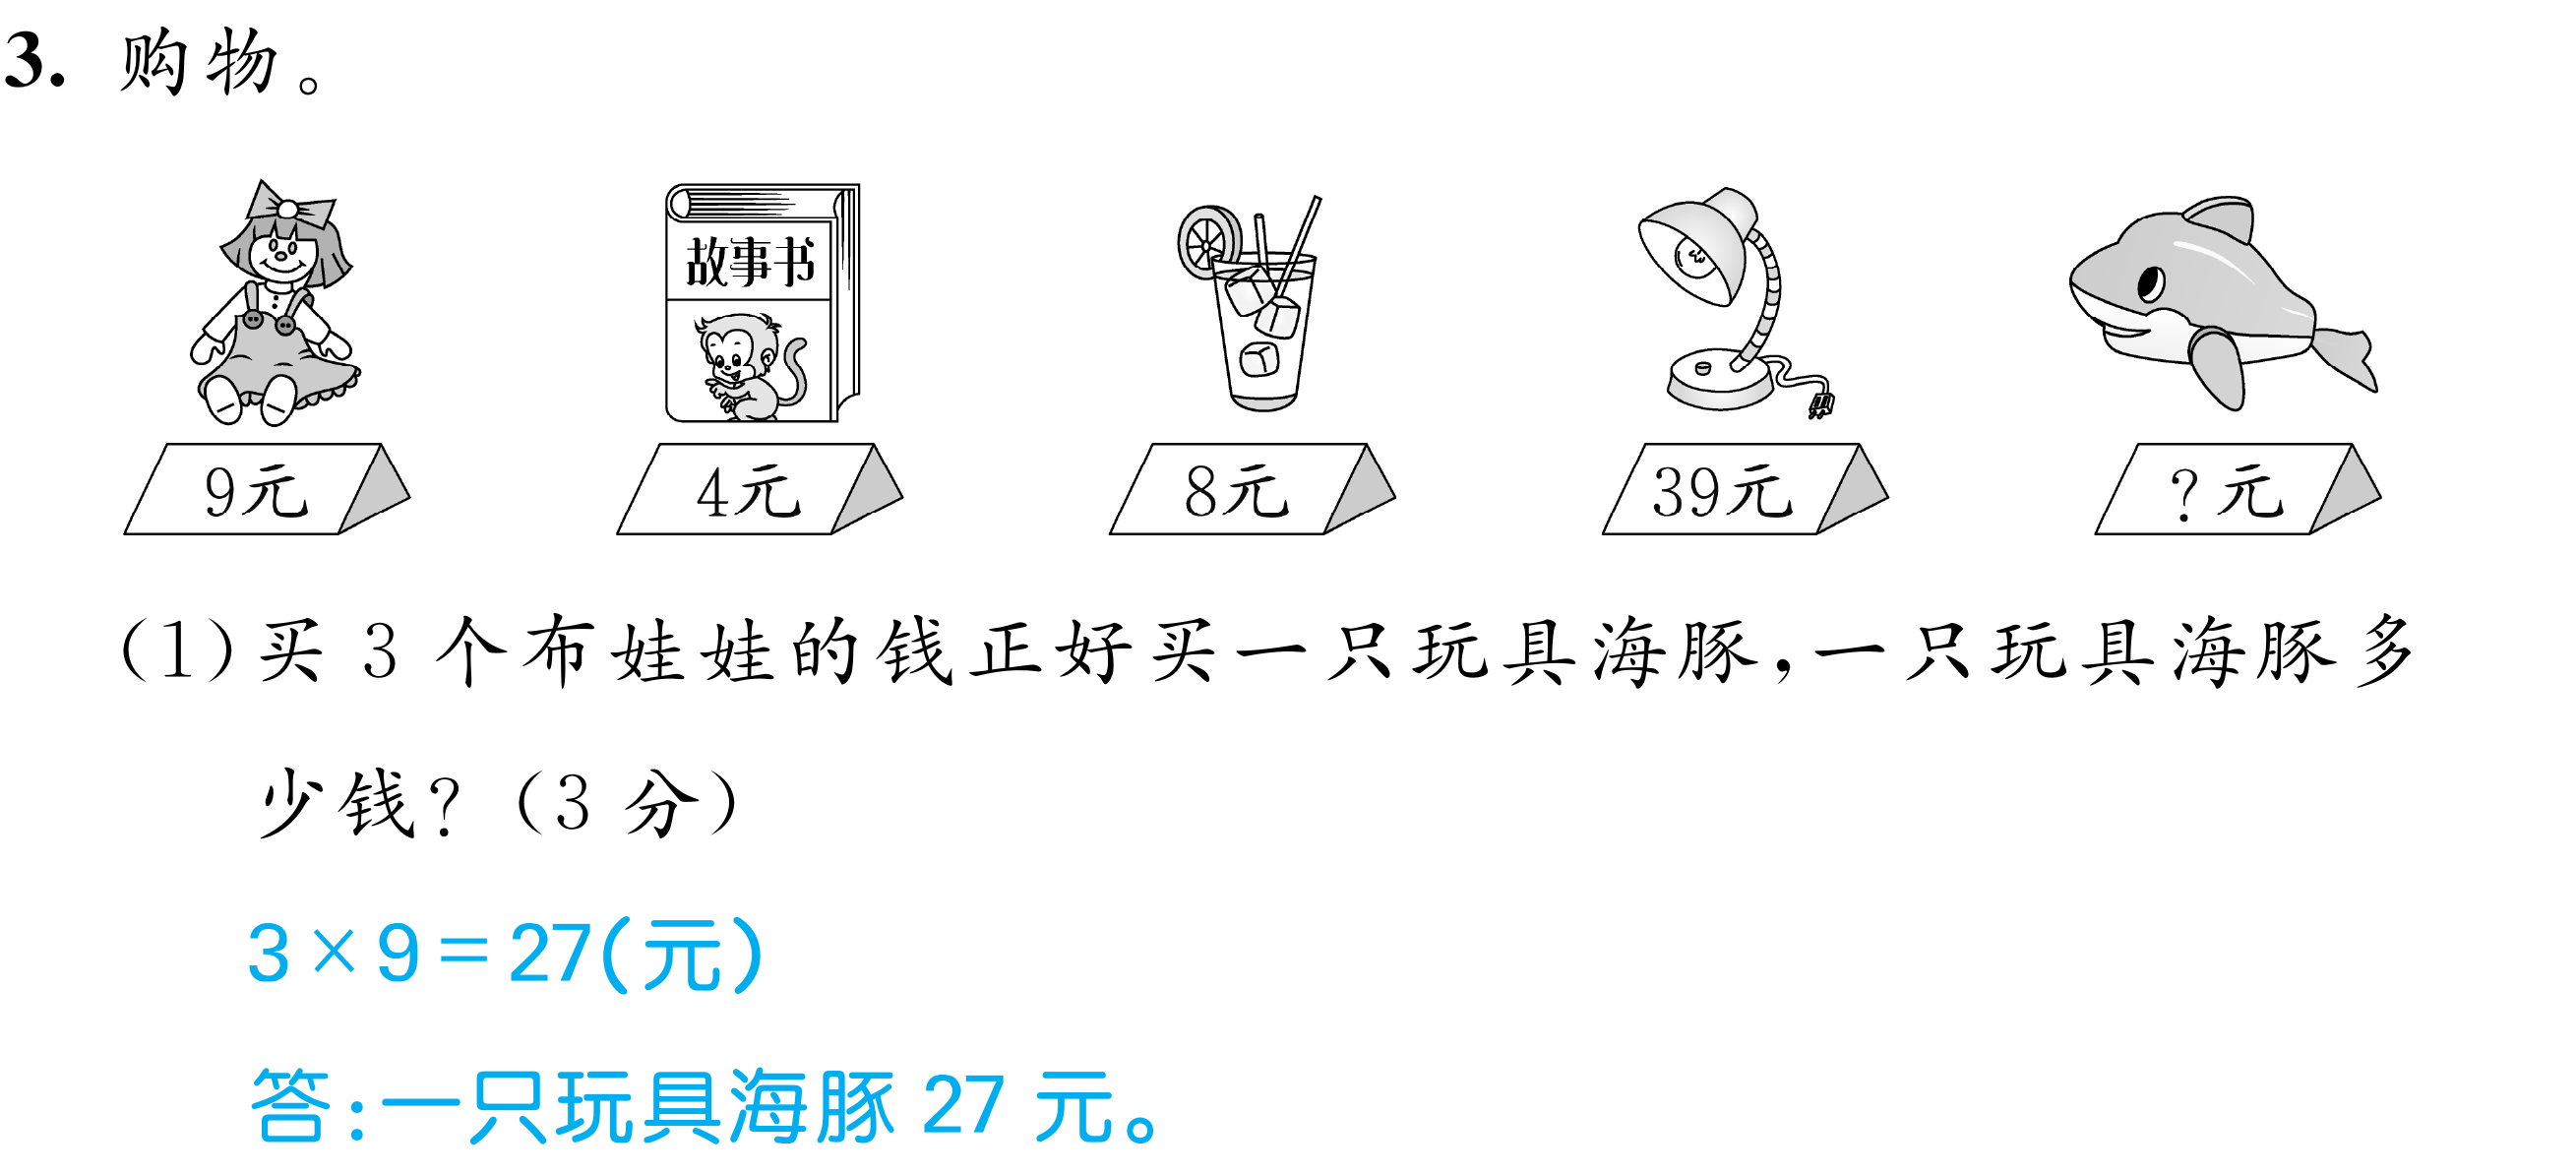 3. 购物。
故事书
9元 4元 8元 39元 ?元
(1)买 3 个布娃娃的钱正好买一只玩具海豚,一只玩具海豚多
少钱?(3 分)
3×9=27(元)
答:一只玩具海豚 27 元。